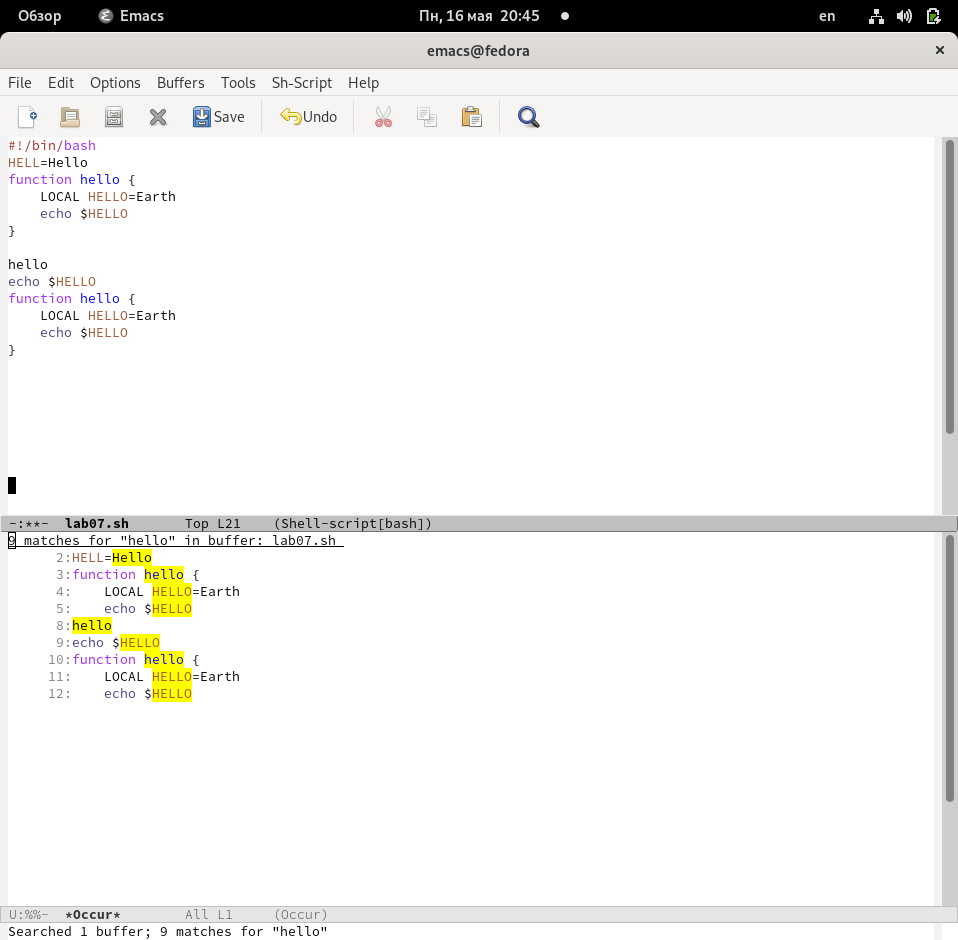 Обзор Emacs Пн, 16 мая 20:45 en
emacs@fedora ×
File Edit Options Buffers Tools Sh-Script Help
Save Undo
#!/bin/bash
HELL=Hello
function hello {
    LOCAL HELLO=Earth
    echo $HELLO
}
hello
echo $HELLO
function hello {
    LOCAL HELLO=Earth
    echo $HELLO
}
-:**-  lab07.sh       Top L21    (Shell-script[bash])
9 matches for "hello" in buffer: lab07.sh
      2:HELL=Hello
      3:function hello {
      4:    LOCAL HELLO=Earth
      5:    echo $HELLO
      8:hello
      9:echo $HELLO
     10:function hello {
     11:    LOCAL HELLO=Earth
     12:    echo $HELLO
U:%%-  *Occur*        All L1     (Occur)
Searched 1 buffer; 9 matches for "hello"